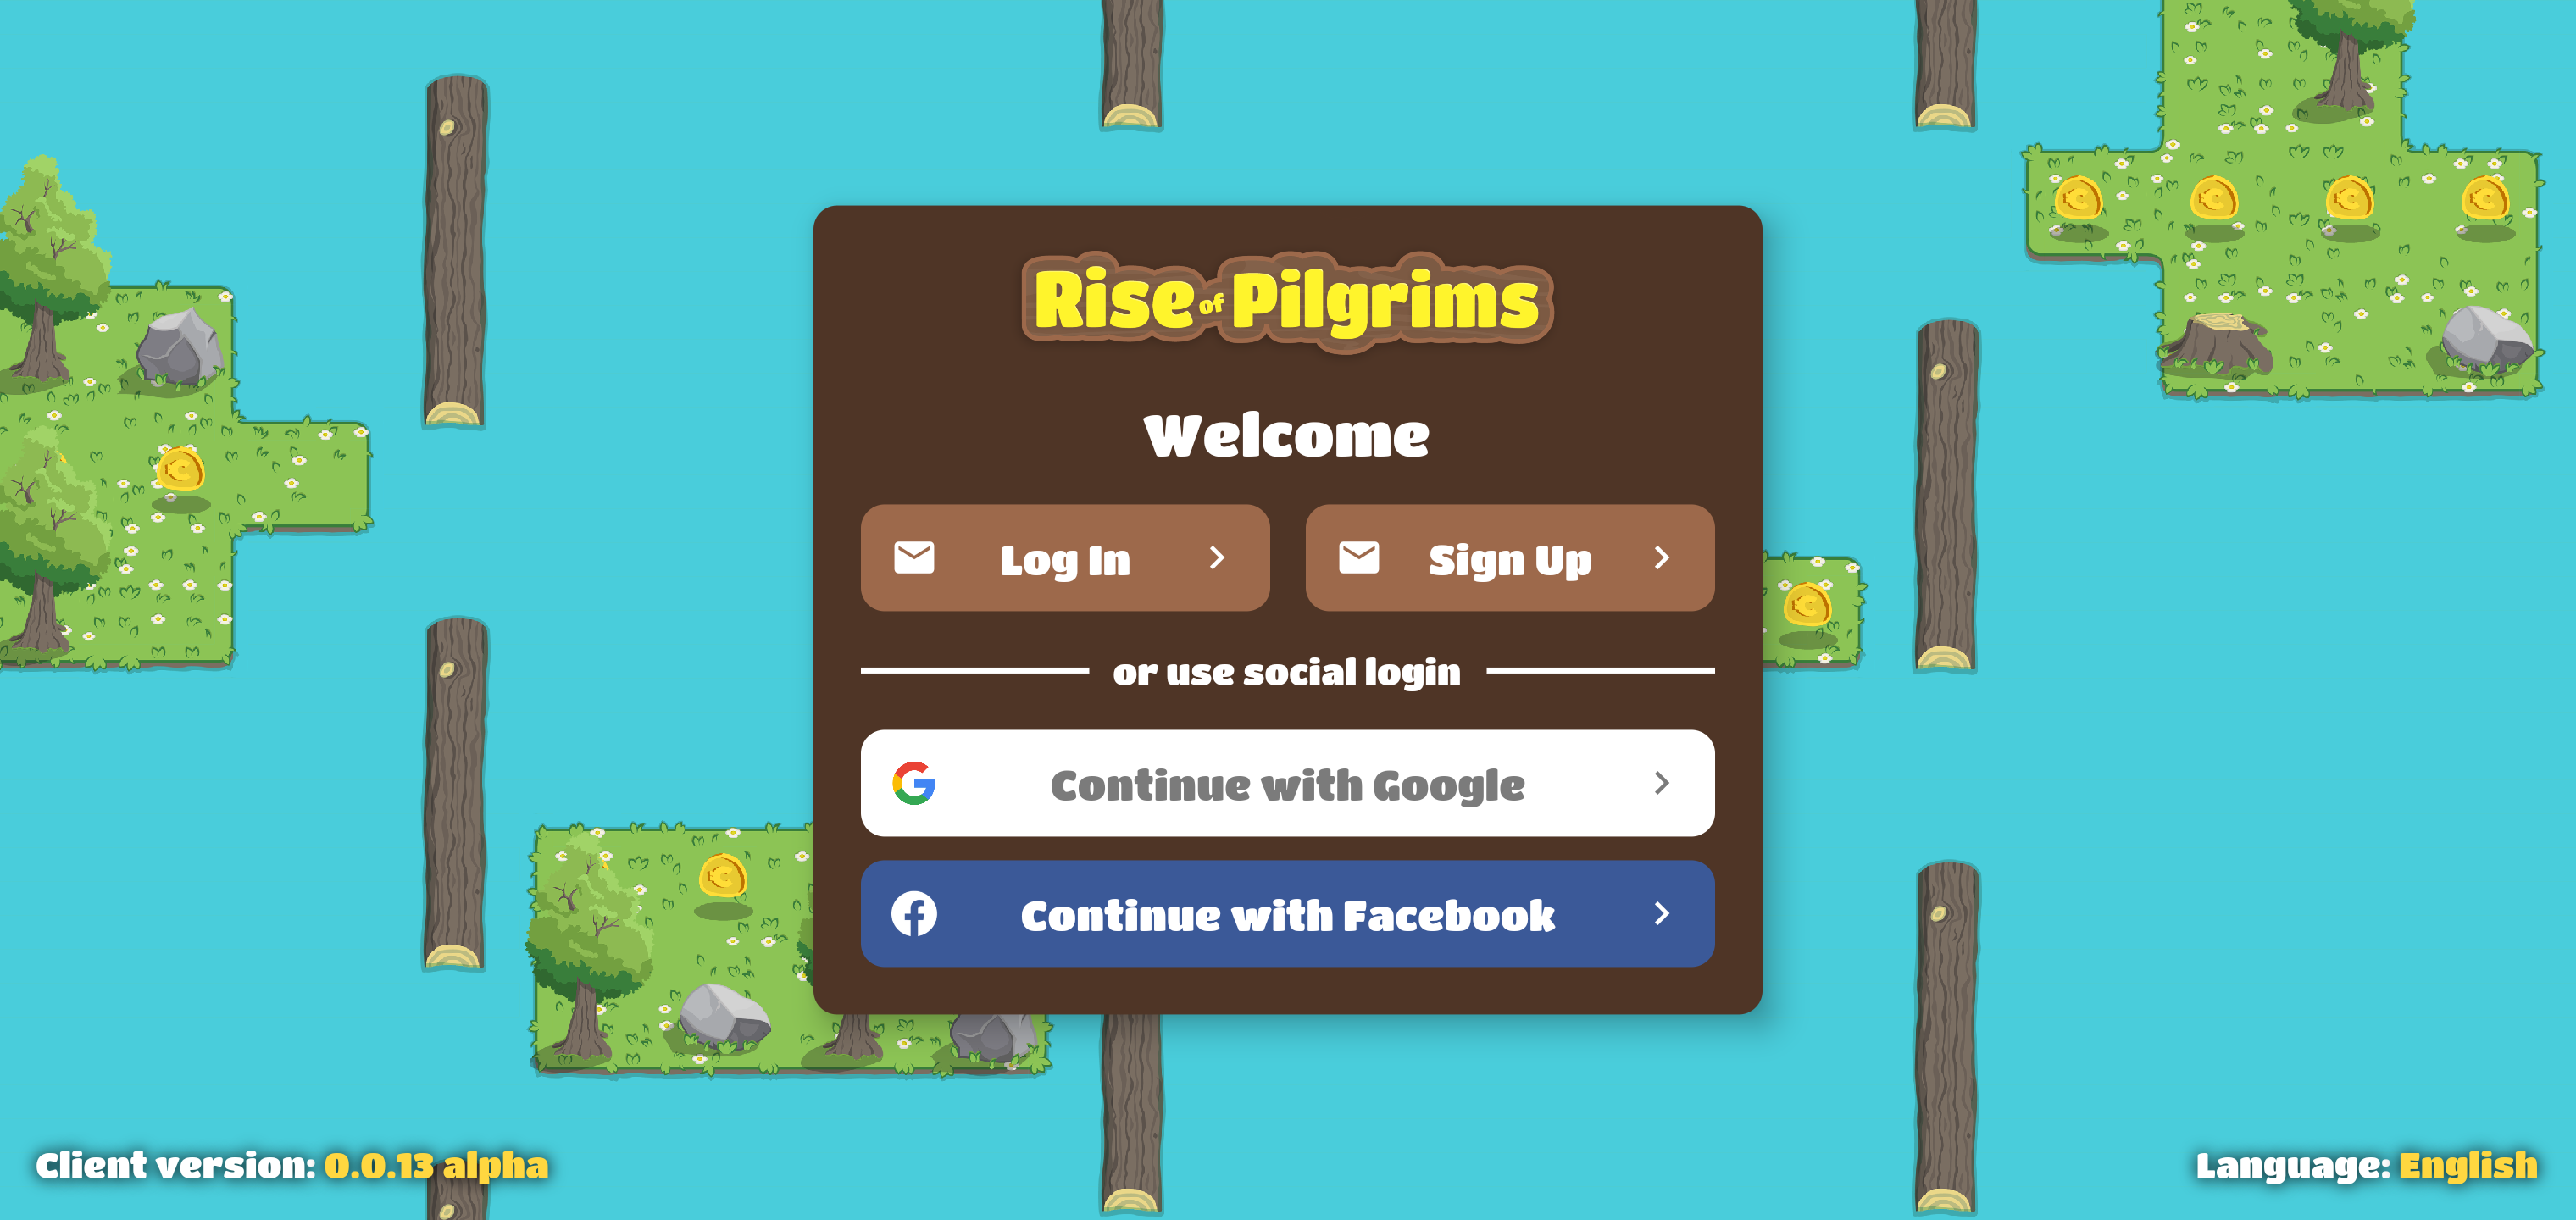 Rise of Pilgrims
Welcome
Log In
Sign Up
or use social login
Continue with Google
Continue with Facebook
Client version: 0.0.13 alpha
Language: English